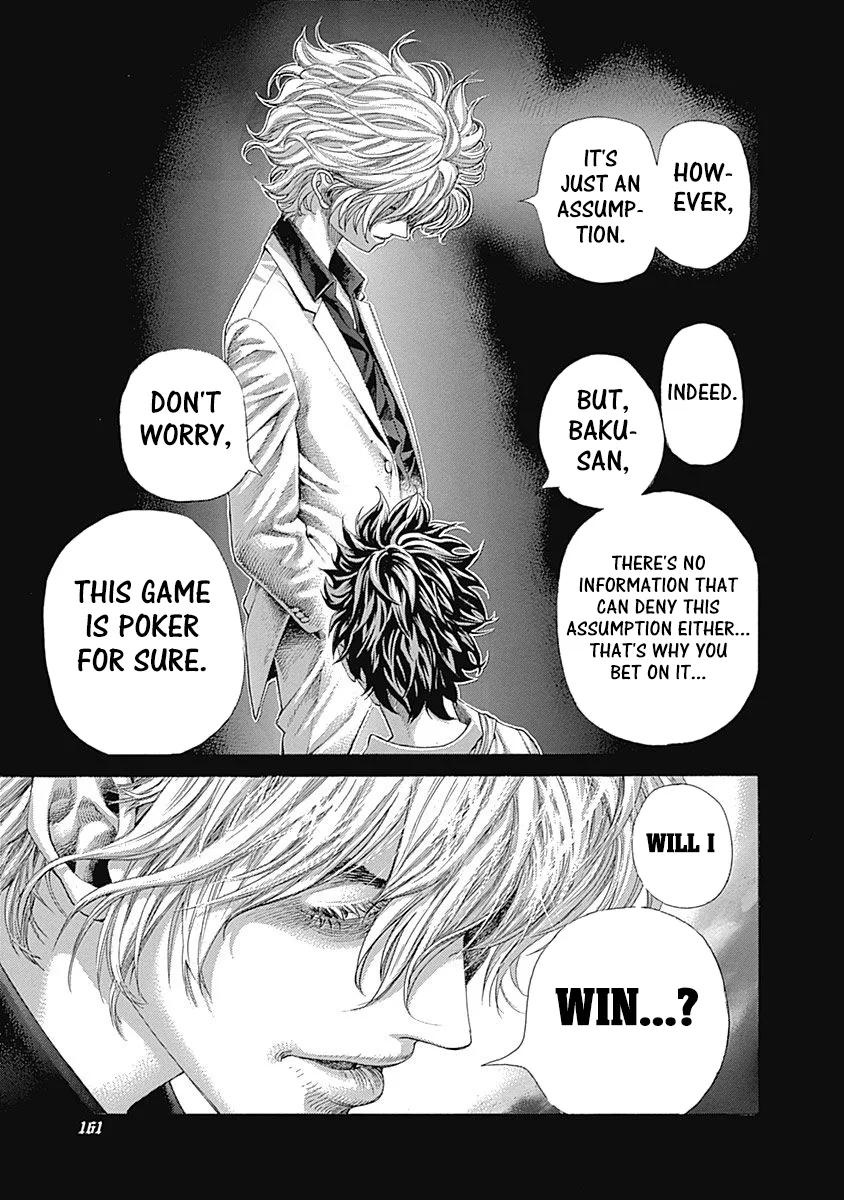 HOW-
EVER,
IT'S
JUST AN
ASSUMP-
TION.
INDEED.
BUT,
BAKU-
SAN,
THERE'S NO
INFORMATION THAT
CAN DENY THIS
ASSUMPTION EITHER...
THAT'S WHY YOU
BET ON IT...
DON'T
WORRY,
THIS GAME
IS POKER
FOR SURE.
WILL I
WIN...?
161